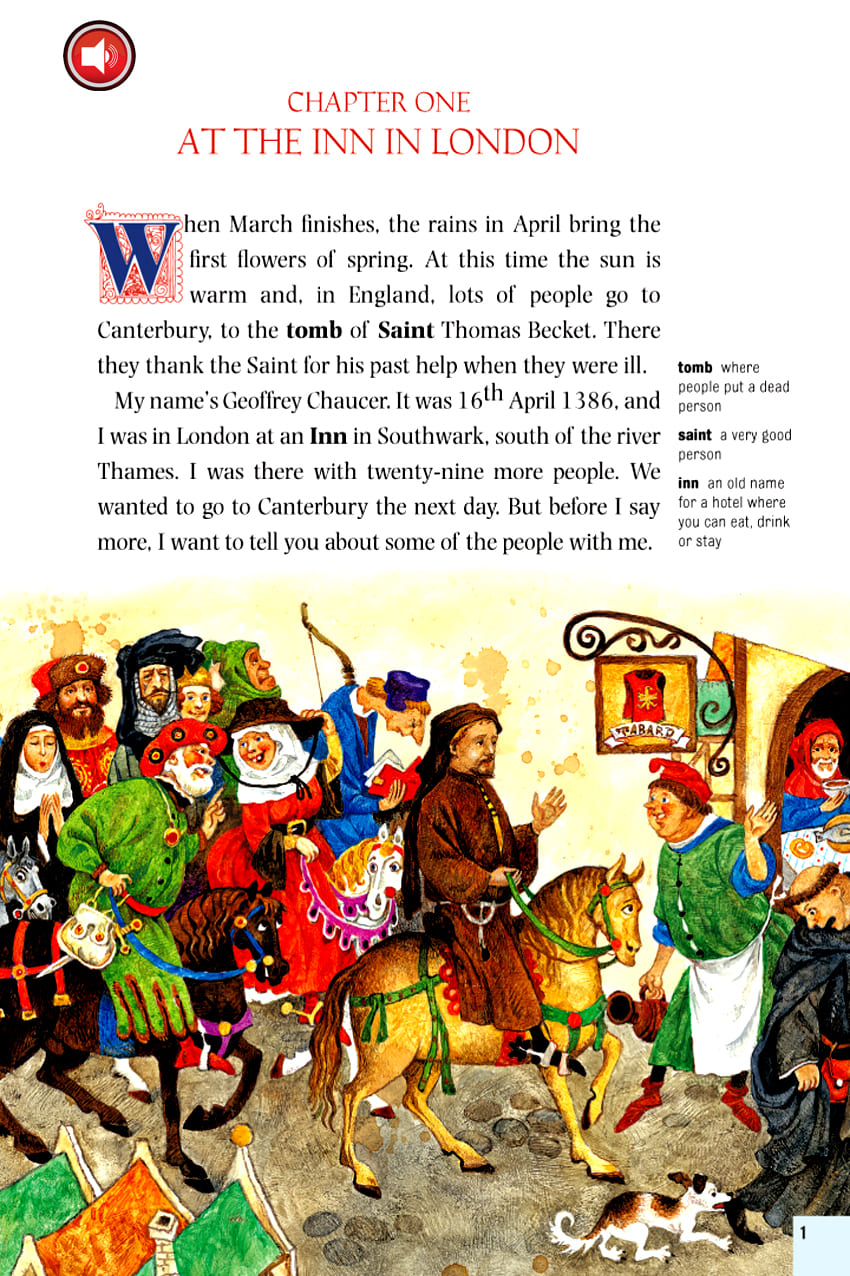 CHAPTER ONE
AT THE INN IN LONDON
When March finishes, the rains in April bring the
first flowers of spring. At this time the sun is
warm and, in England, lots of people go to
Canterbury, to the tomb of Saint Thomas Becket. There
they thank the Saint for his past help when they were ill.
My name's Geoffrey Chaucer. It was 16th April 1386, and
I was in London at an Inn in Southwark, south of the river
Thames. I was there with twenty-nine more people. We
wanted to go to Canterbury the next day. But before I say
more, I want to tell you about some of the people with me.
tomb where
people put a dead
person
saint a very good
person
inn an old name
for a hotel where
you can eat, drink
or stay
TABARD
1